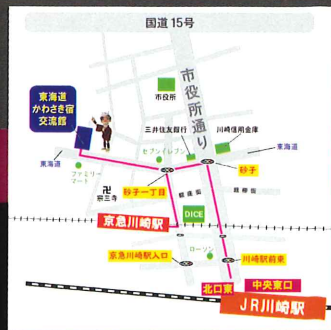 国道15号
東海道
かわさき宿
交流館
市役所
市役所通り
三井住友銀行
川崎信用金庫
セブンイレブン
東海道
東海道
ファミリー
マート
卍
宗三寺
砂子
砂子一丁目
銀座街
銀柳街
DICE
京急川崎駅
京急川崎駅入口
ローソン
川崎駅前東
北口東
中央東口
JR川崎駅